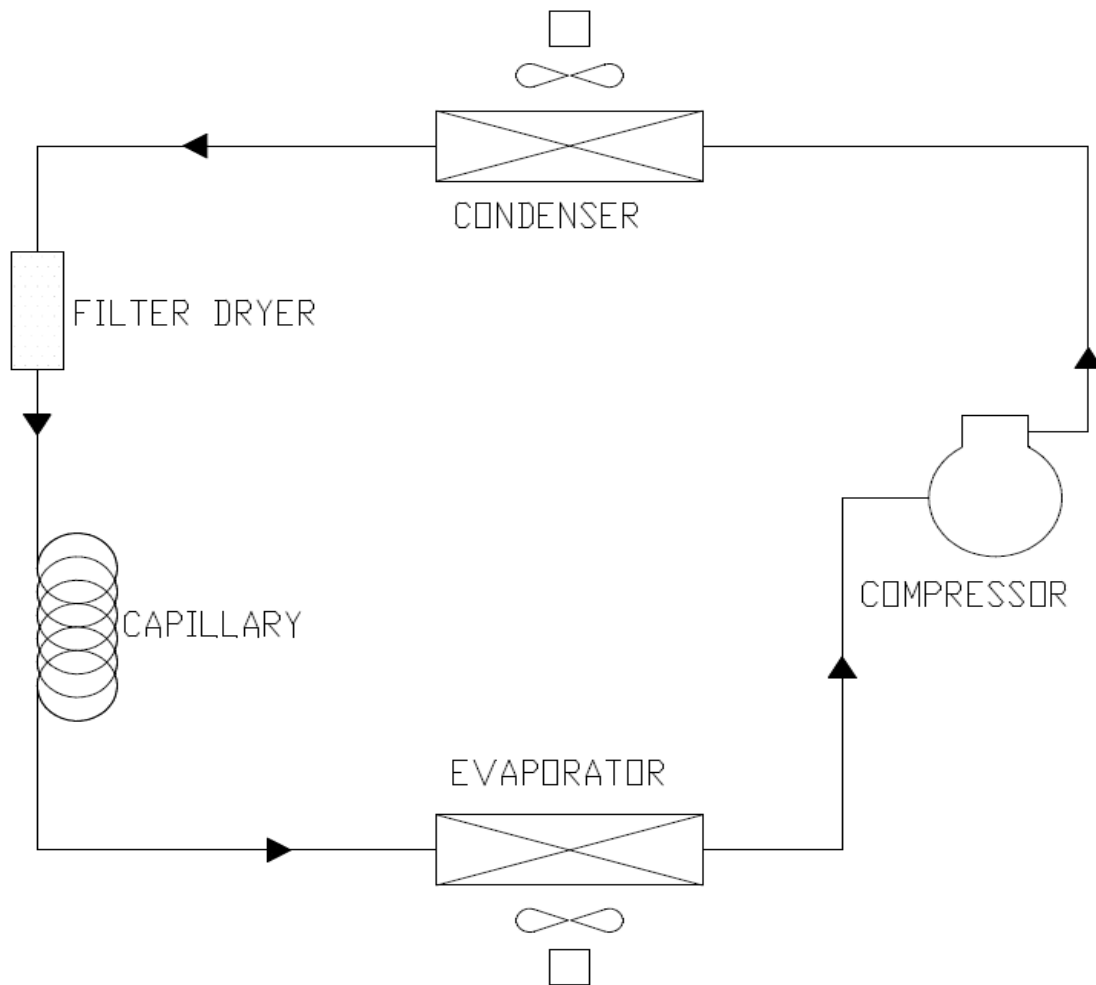 CONDENSER
FILTER DRYER
COMPRESSOR
CAPILLARY
EVAPORATOR